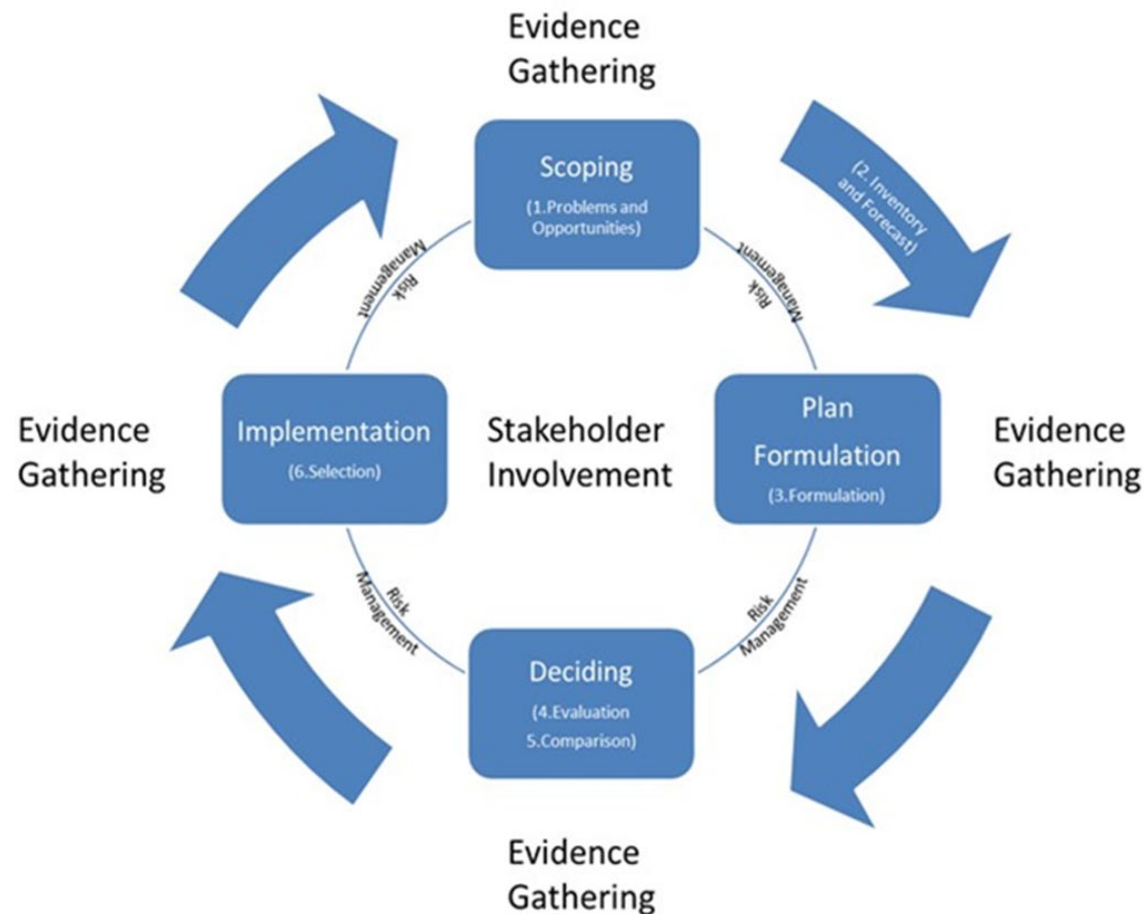 Evidence
Gathering
Scoping
(1.Problems and
Opportunities)
(2. Inventory
and Forecast)
Risk
Management
Risk
Management
Evidence
Gathering
Implementation
(6.Selection)
Stakeholder
Involvement
Plan
Formulation
(3.Formulation)
Evidence
Gathering
Risk
Management
Risk
Management
Deciding
(4.Evaluation
5.Comparison)
Evidence
Gathering